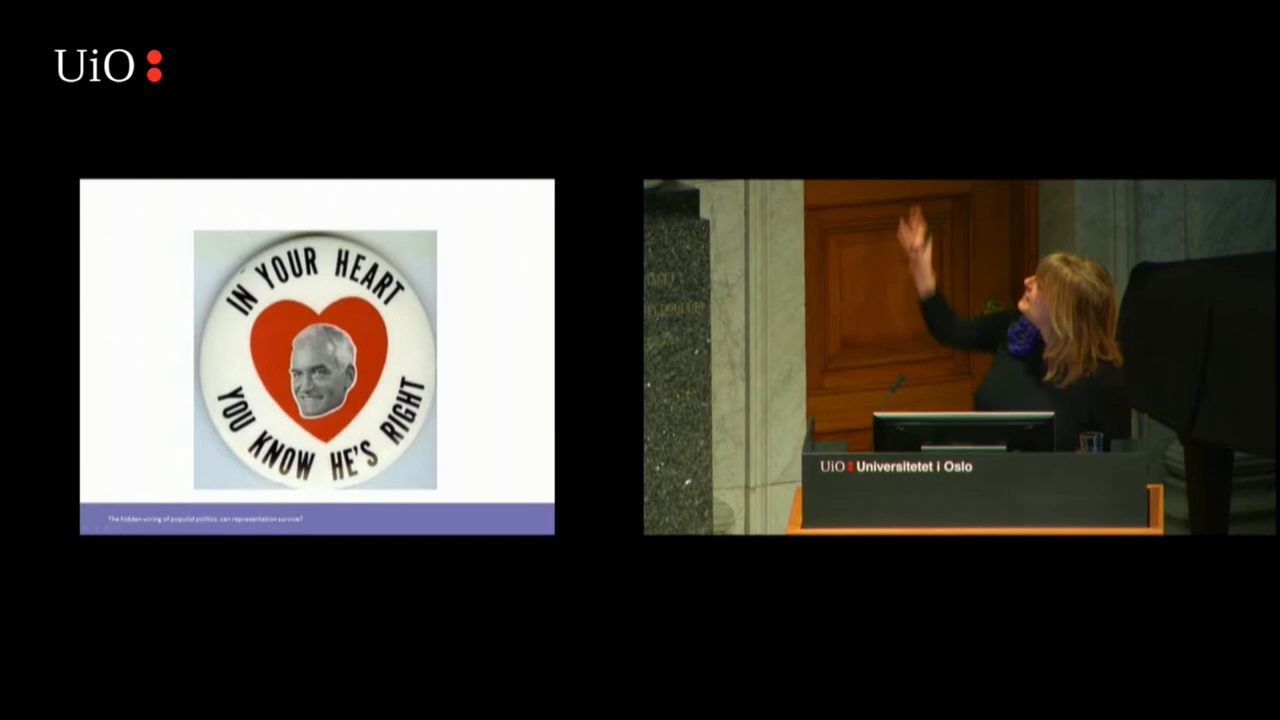 UiO:
IN YOUR HEART
YOU KNOW HE'S RIGHT
The hidden wiring of populist politics: can representation survive?
UiO: Universitetet i Oslo